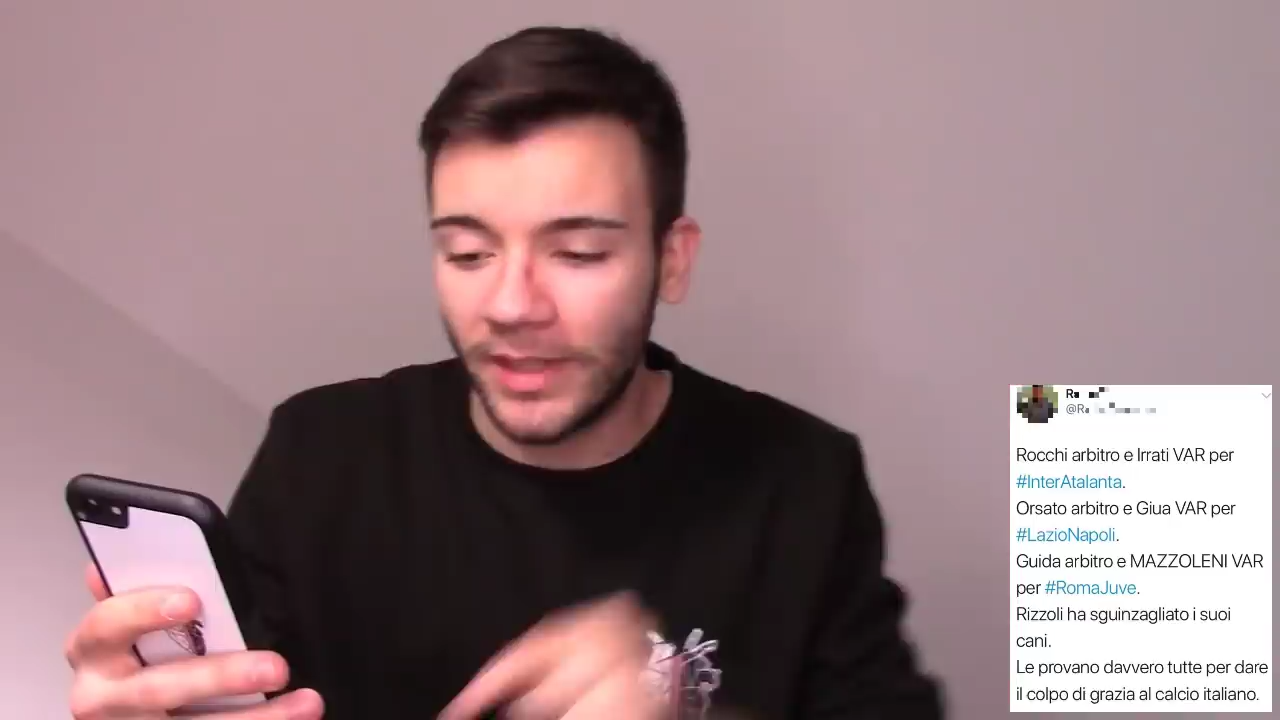 Rocchi arbitro e Irrati VAR per
#InterAtalanta.
Orsato arbitro e Giua VAR per
#LazioNapoli.
Guida arbitro e MAZZOLENI VAR
per #RomaJuve.
Rizzoli ha sguinzagliato i suoi
cani.
Le provano davvero tutte per dare
il colpo di grazia al calcio italiano.